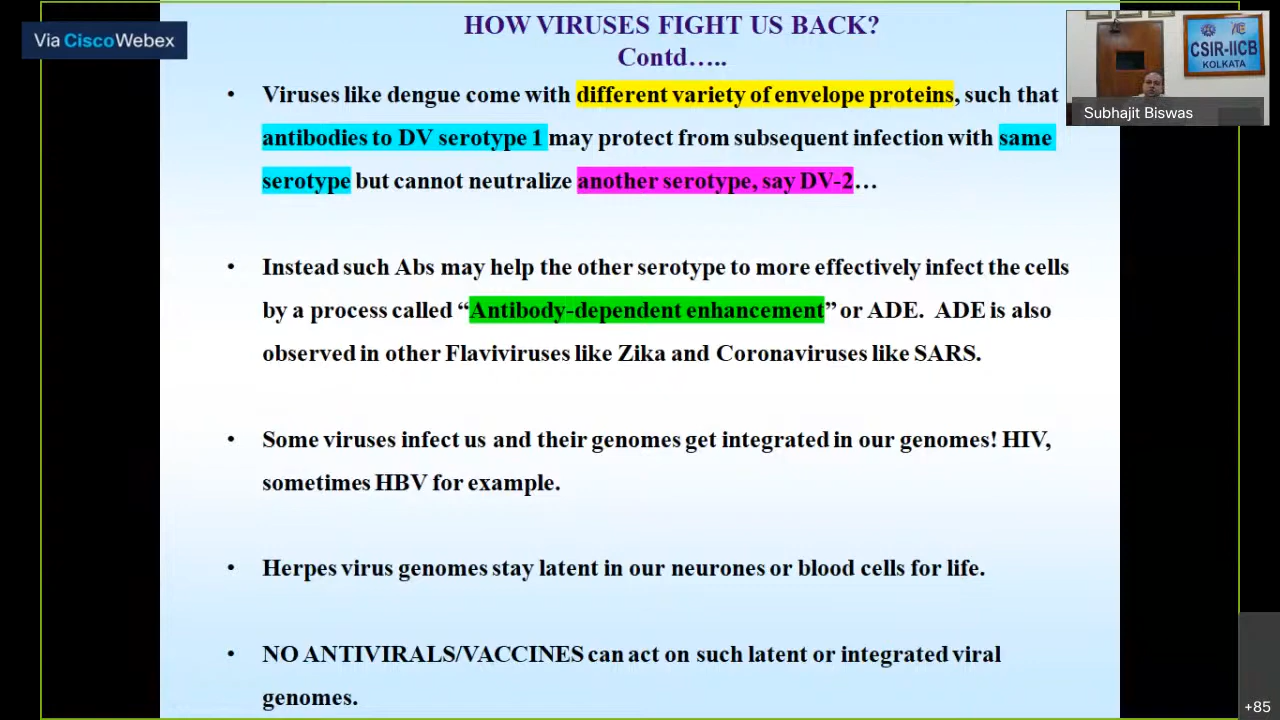 Via Cisco Webex
HOW VIRUSES FIGHT US BACK?
Contd.....
CSIR-IICB
KOLKATA
Subhajit Biswas
• Viruses like dengue come with different variety of envelope proteins, such that
antibodies to DV serotype 1 may protect from subsequent infection with same
serotype but cannot neutralize another serotype, say DV-2…
• Instead such Abs may help the other serotype to more effectively infect the cells
by a process called “Antibody-dependent enhancement” or ADE. ADE is also
observed in other Flaviviruses like Zika and Coronaviruses like SARS.
• Some viruses infect us and their genomes get integrated in our genomes! HIV,
sometimes HBV for example.
• Herpes virus genomes stay latent in our neurones or blood cells for life.
• NO ANTIVIRALS/VACCINES can act on such latent or integrated viral
genomes.
+85